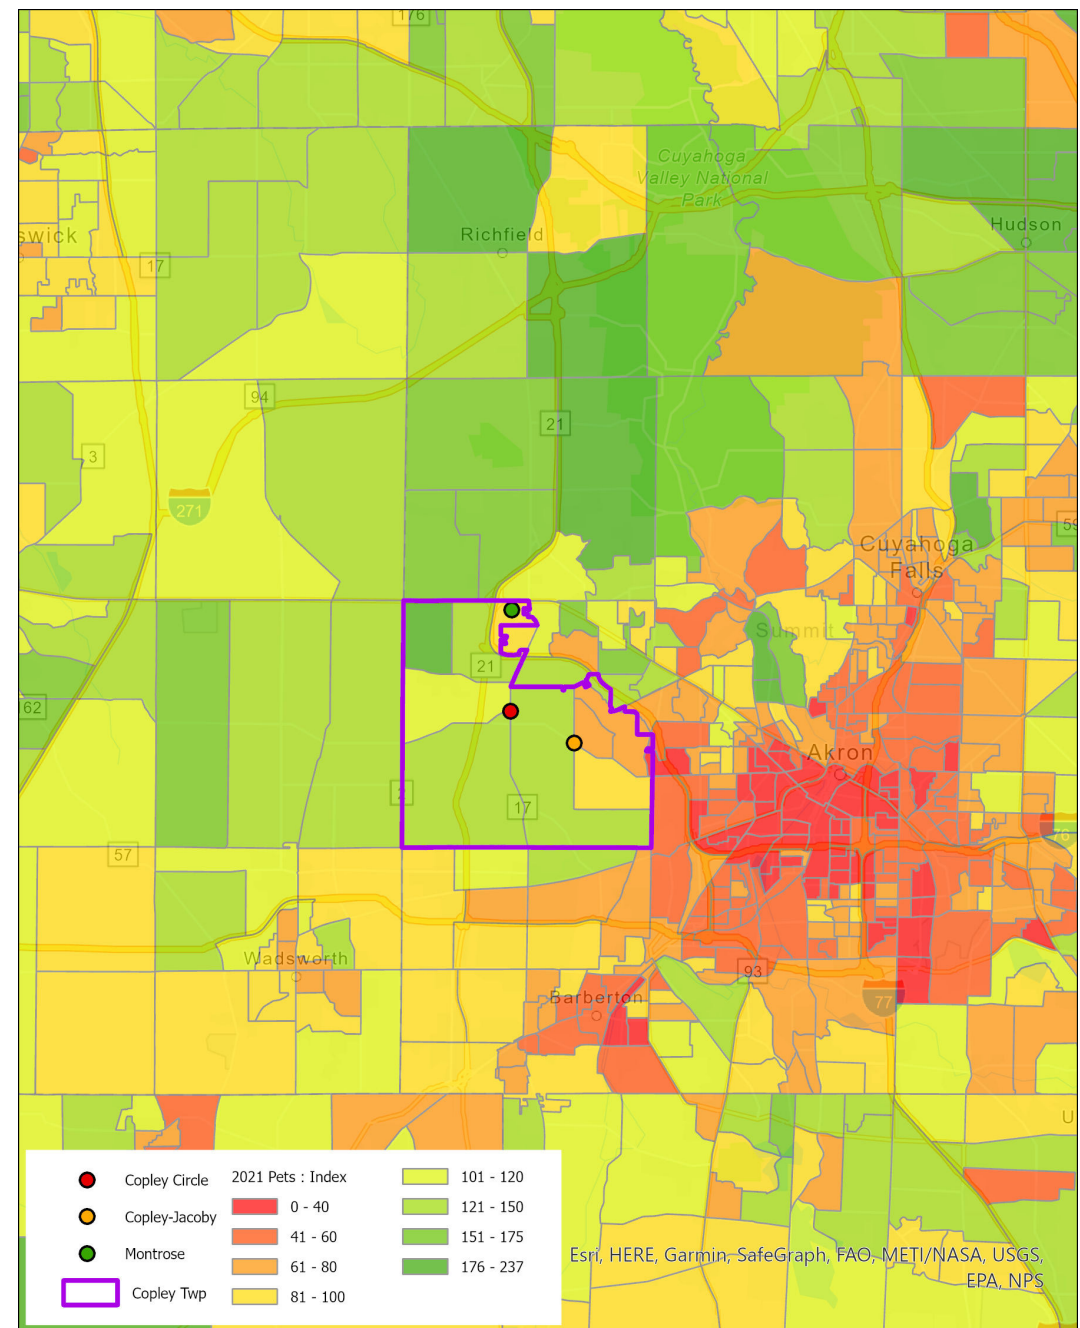 176
Cuyahoga
Valley National
Park
Hudson
swick
Richfield
17
94
21
3
271
59
Cuyahoga
Falls
Summit
21
162
Akron
2
17
76
57
Wadsworth
93
Barberton
77
U
Copley Circle
Copley-Jacoby
Montrose
Copley Twp
2021 Pets : Index
0 - 40
41 - 60
61 - 80
81 - 100
101 - 120
121 - 150
151 - 175
176 - 237
Esri, HERE, Garmin, SafeGraph, FAO, METI/NASA, USGS,
EPA, NPS